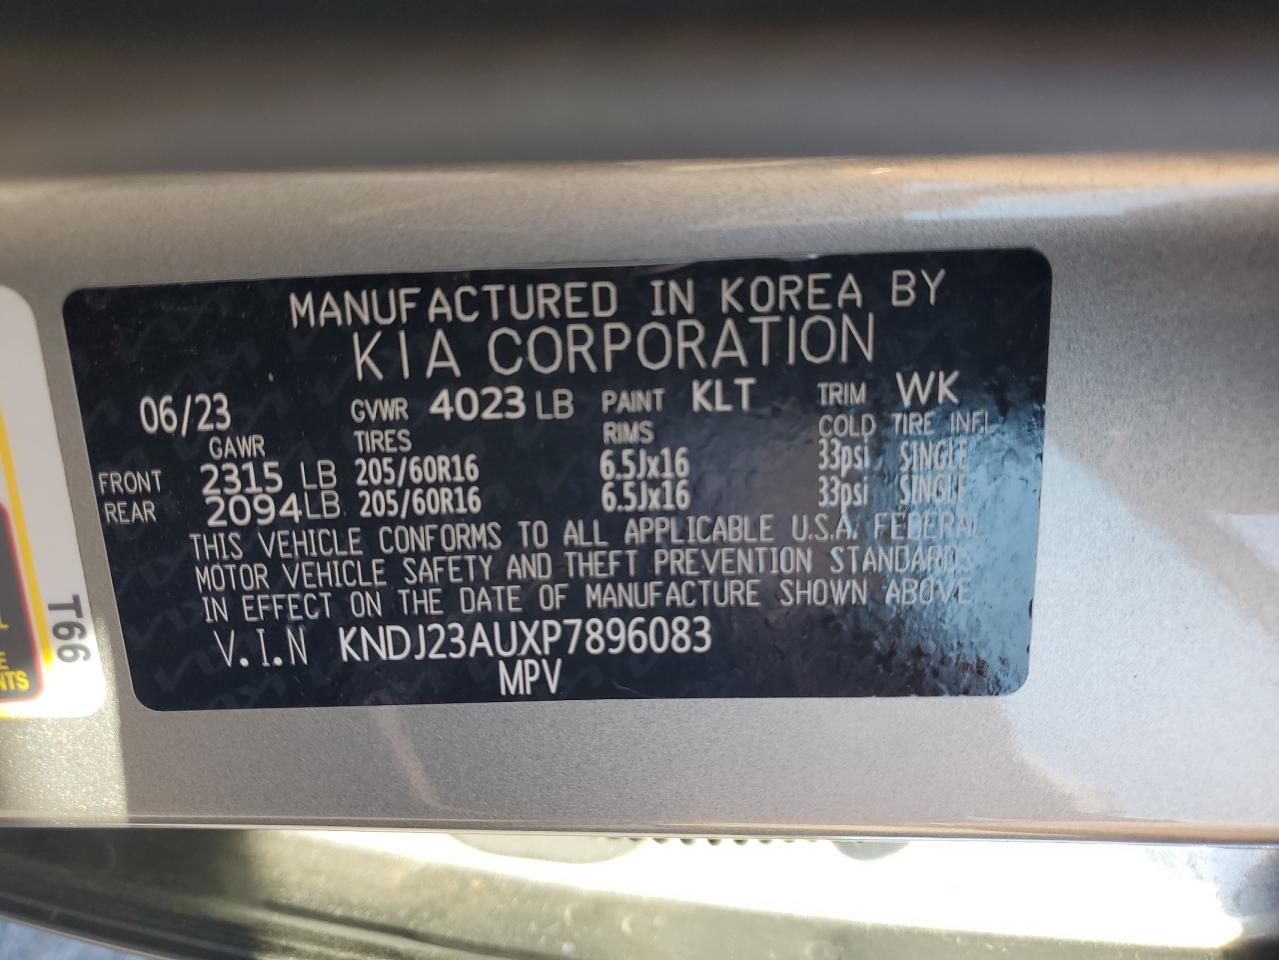 MANUFACTURED IN KOREA BY
KIA CORPORATION
06/23 GVWR 4023 LB PAINT KLT TRIM WK
GAWR TIRES RIMS COLD TIRE INFL
FRONT 2315 LB 205/60R16 6.5Jx16 33psi SINGLE
REAR 2094LB 205/60R16 6.5Jx16 33psi SINGLE
THIS VEHICLE CONFORMS TO ALL APPLICABLE U.S.A. FEDERAL
MOTOR VEHICLE SAFETY AND THEFT PREVENTION STANDARDS
IN EFFECT ON THE DATE OF MANUFACTURE SHOWN ABOVE.
V.I.N KNDJ23AUXP7896083
MPV
T66